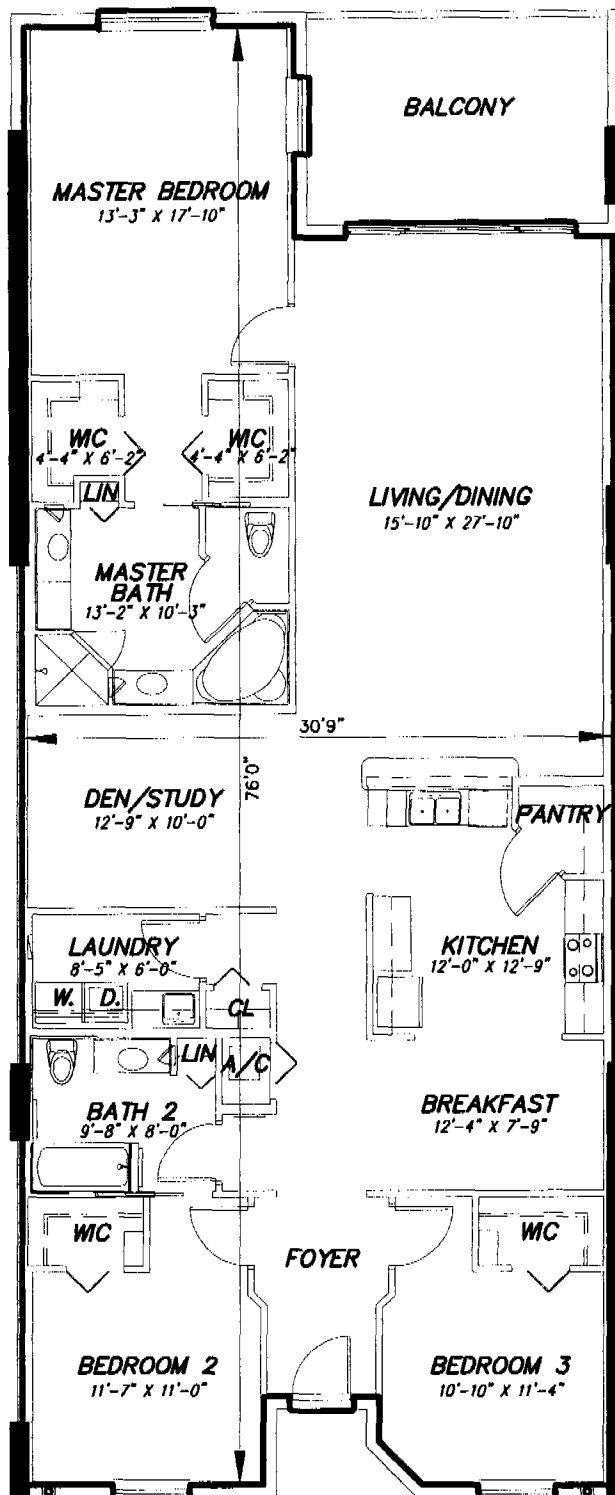 BALCONY
MASTER BEDROOM
13'-3" X 17'-10"
WIC
4'-4" X 6'-2"
WIC
4'-4" X 6'-2"
LIN
LIVING/DINING
15'-10" X 27'-10"
MASTER
BATH
13'-2" X 10'-3"
30'9"
76'0"
DEN/STUDY
12'-9" X 10'-0"
PANTRY
LAUNDRY
8'-5" X 6'-0"
KITCHEN
12'-0" X 12'-9"
W.
D.
CL
LIN
A/C
BATH 2
9'-8" X 8'-0"
BREAKFAST
12'-4" X 7'-9"
WIC
FOYER
WIC
BEDROOM 2
11'-7" X 11'-0"
BEDROOM 3
10'-10" X 11'-4"